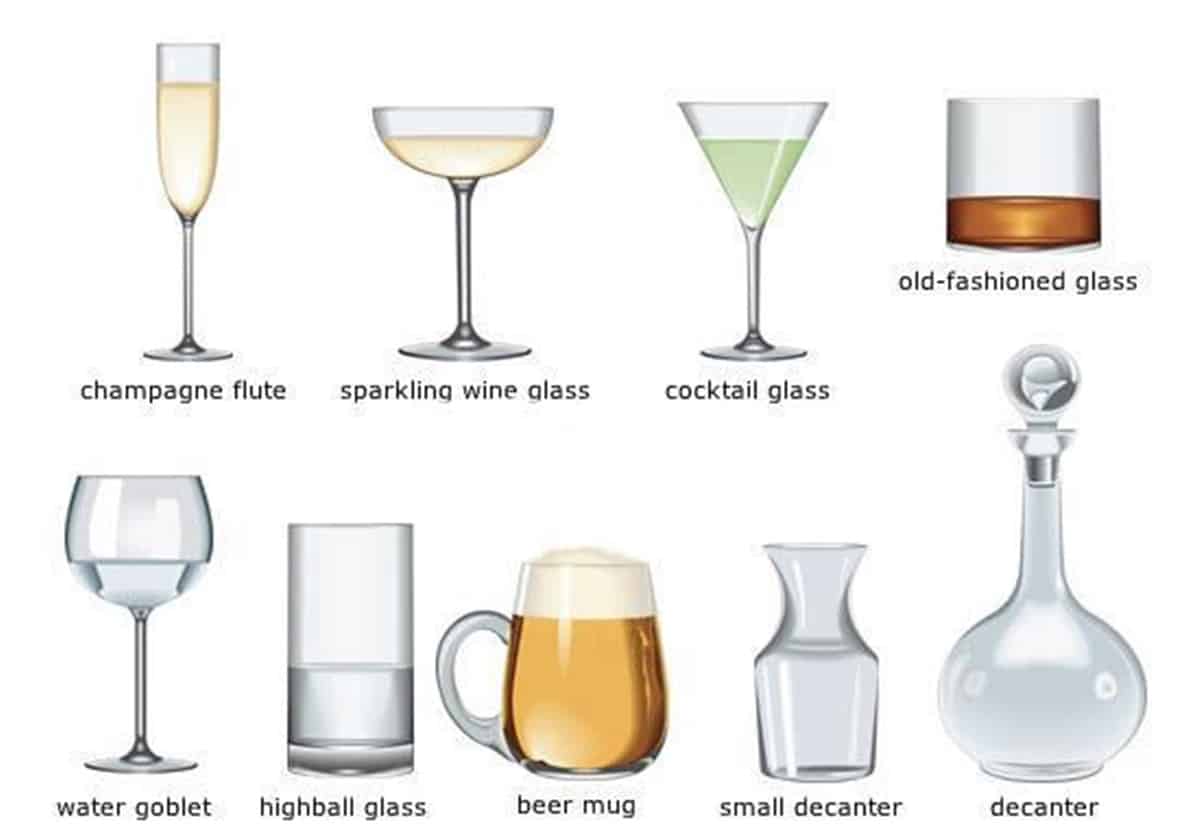 champagne flute
sparkling wine glass
cocktail glass
old-fashioned glass
water goblet
highball glass
beer mug
small decanter
decanter